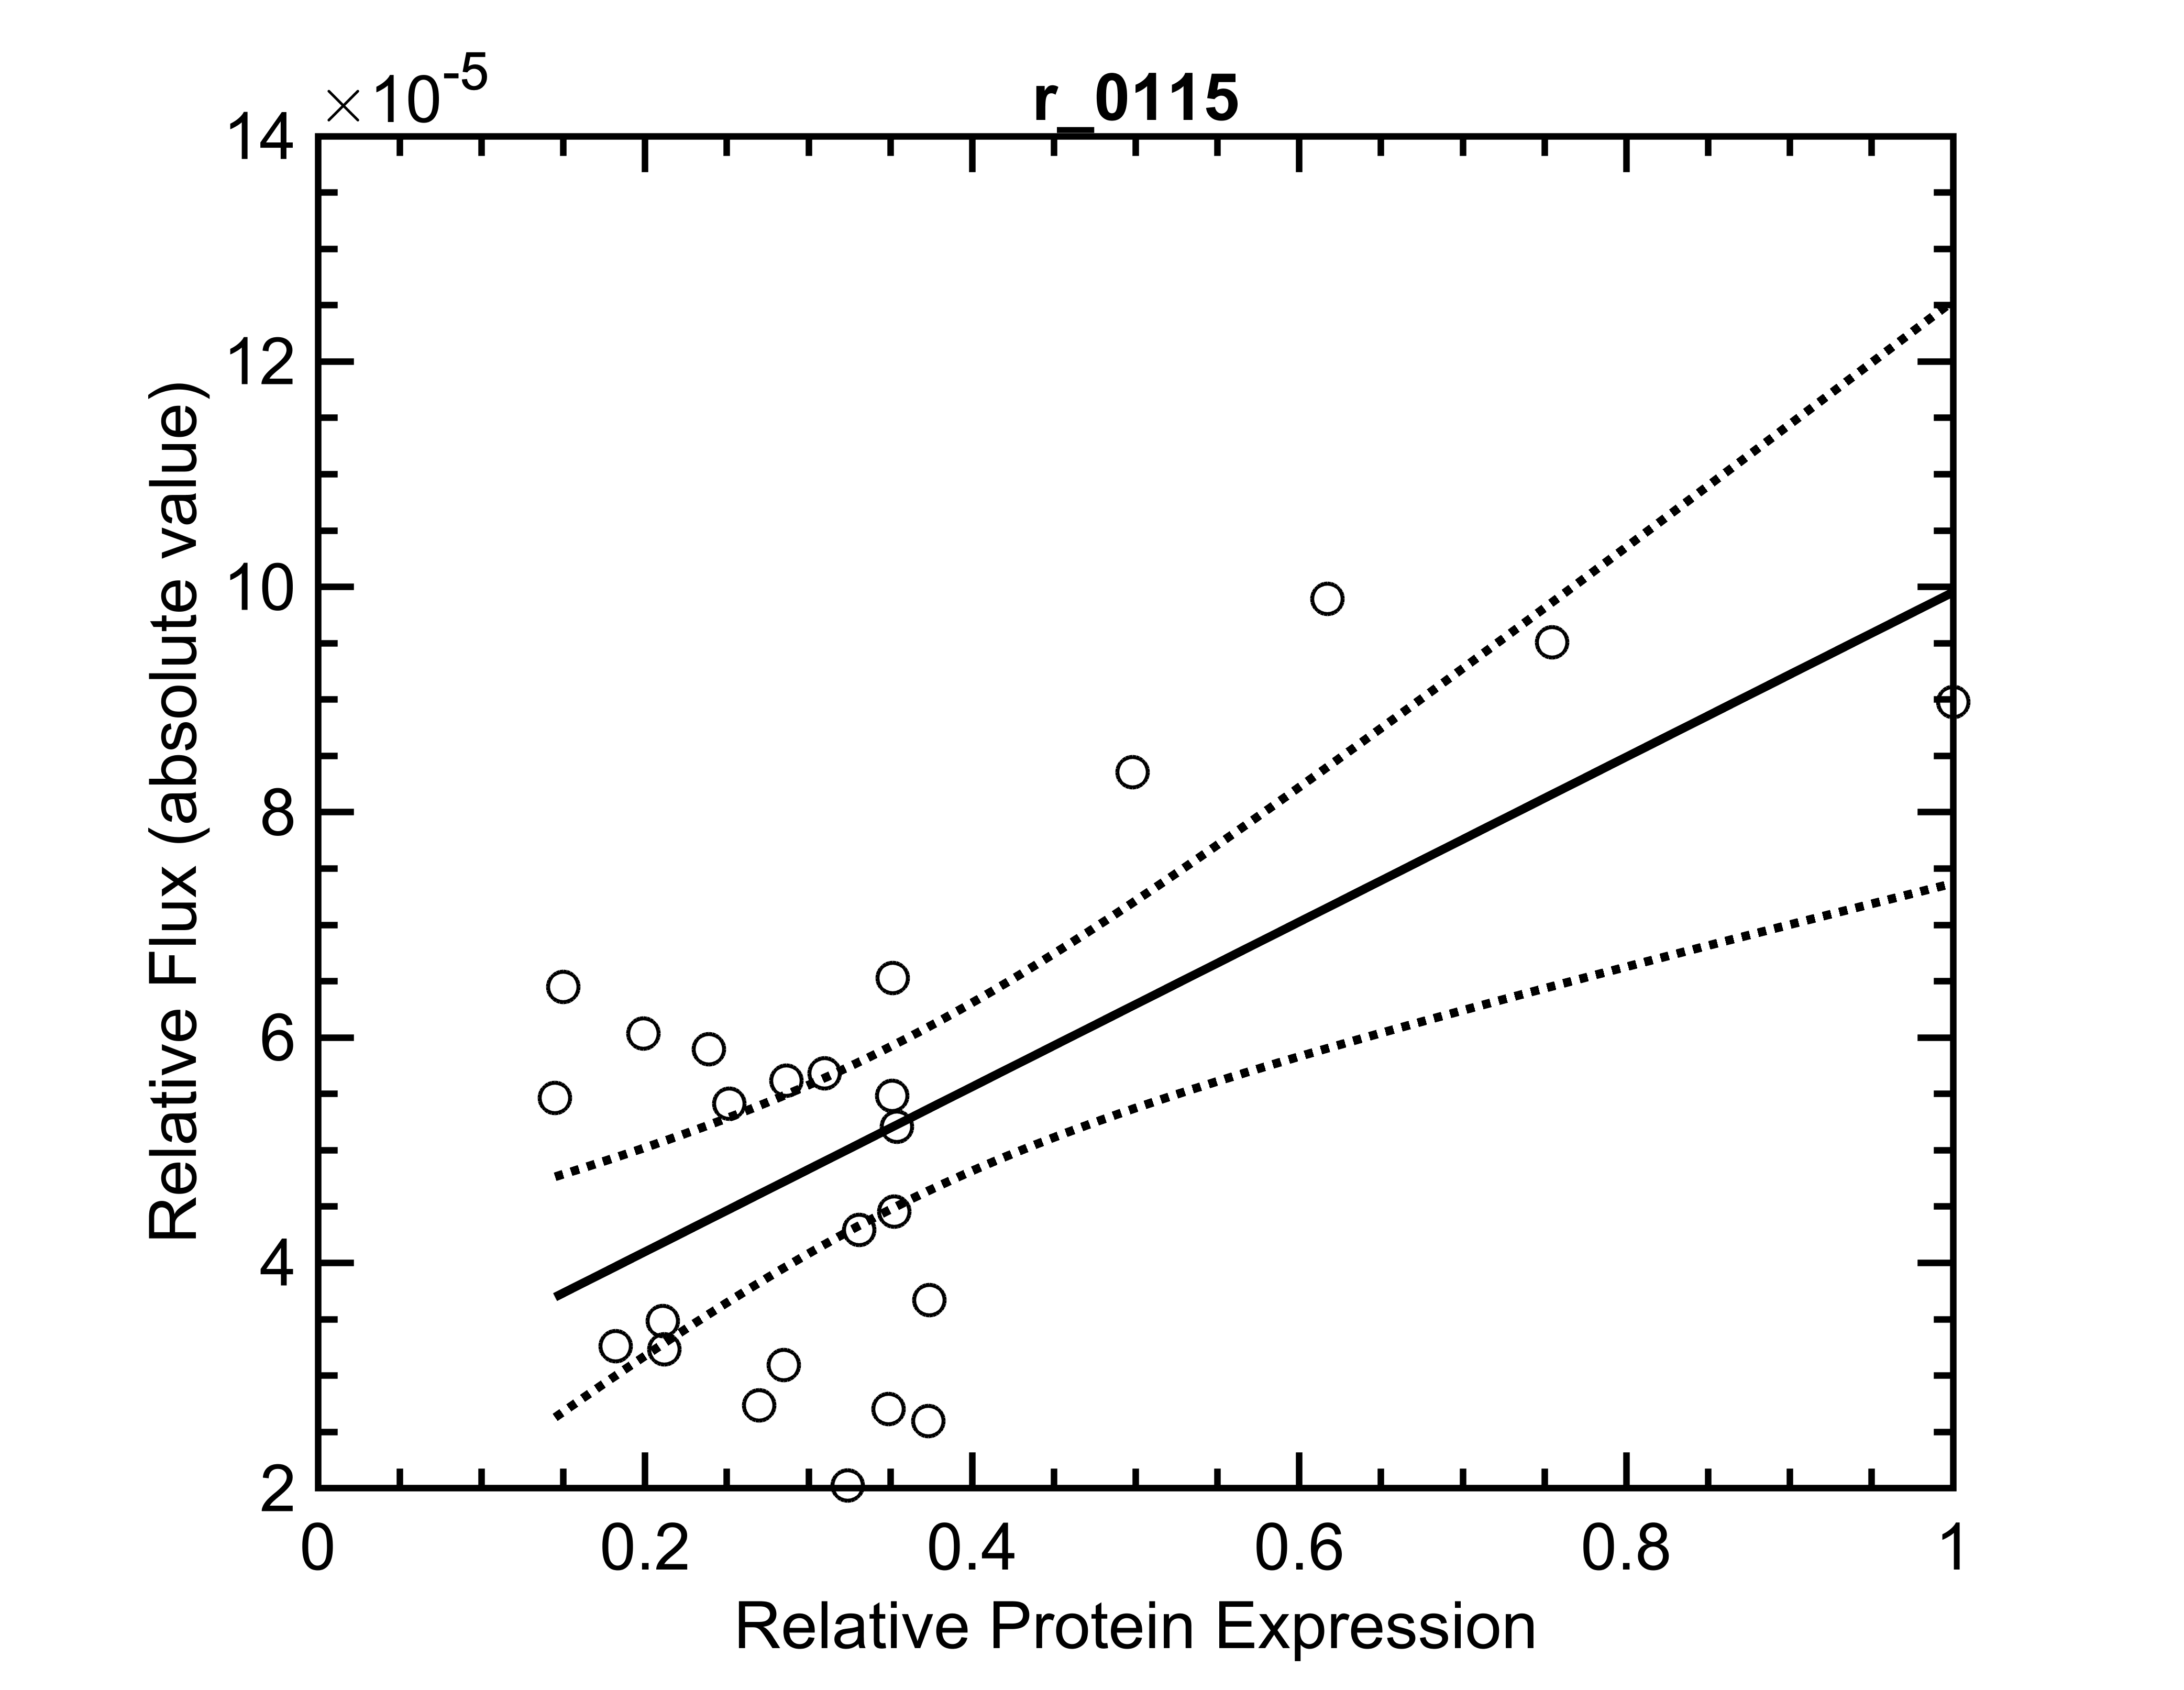 ×10-5
r_0115
14
12
10
8
6
4
2
Relative Flux (absolute value)
0 0.2 0.4 0.6 0.8 1
Relative Protein Expression